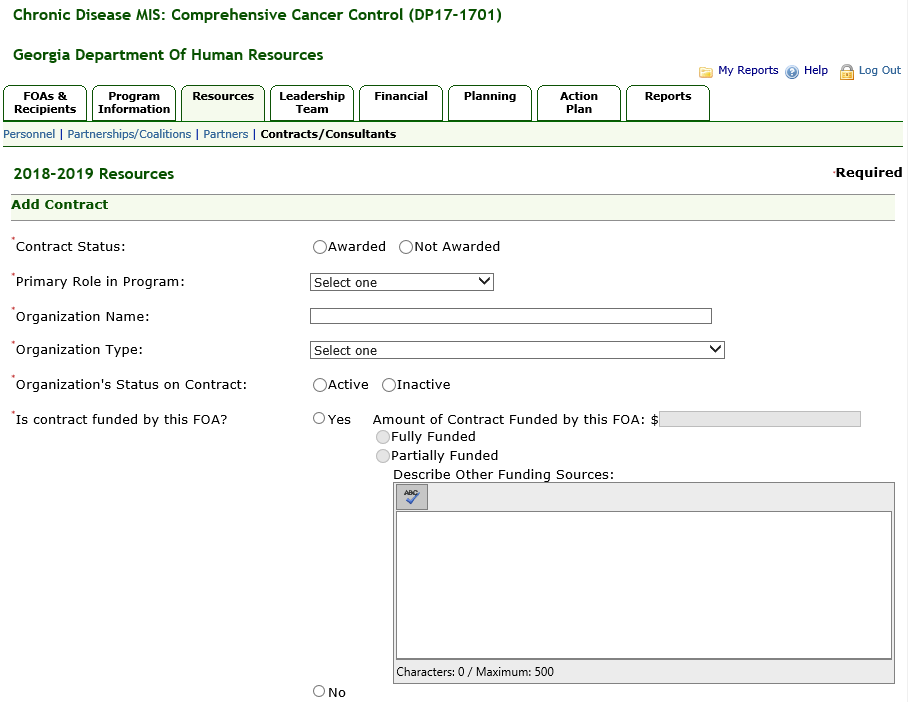 Chronic Disease MIS: Comprehensive Cancer Control (DP17-1701)
Georgia Department Of Human Resources
My Reports Help Log Out
FOAs & Recipients Program Information Resources Leadership Team Financial Planning Action Plan Reports
Personnel | Partnerships/Coalitions | Partners | Contracts/Consultants
2018-2019 Resources *Required
Add Contract
*Contract Status: Awarded Not Awarded
*Primary Role in Program: Select one
*Organization Name:
*Organization Type: Select one
*Organization's Status on Contract: Active Inactive
*Is contract funded by this FOA? Yes Amount of Contract Funded by this FOA: $
Fully Funded
Partially Funded
Describe Other Funding Sources:
ABC
Characters: 0 / Maximum: 500
No